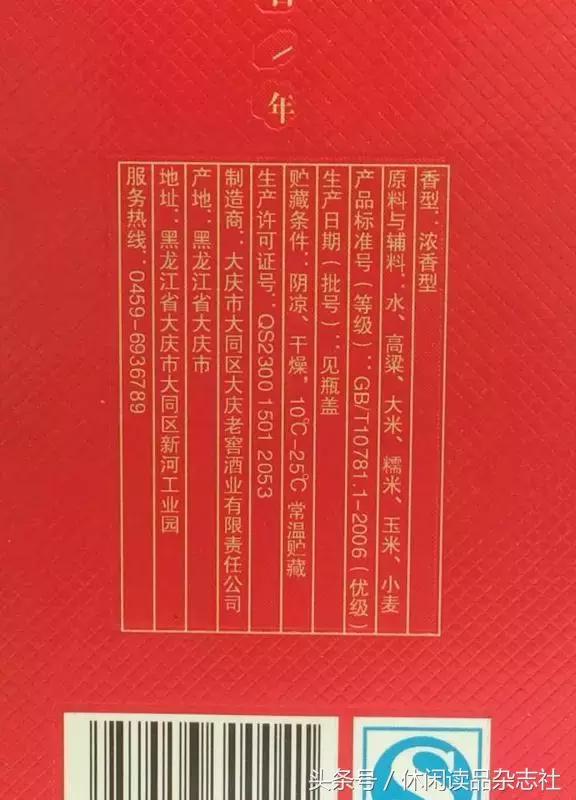 年
香型：浓香型
原料与辅料：水、高粱、大米、糯米、玉米、小麦
产品标准号（等级）：GB/T10781.1-2006（优级）
生产日期（批号）：见瓶盖
贮藏条件：阴凉、干燥，10℃-25℃ 常温贮藏
生产许可证号：QS2300 1501 2053
制造商：大庆市大同区大庆老窖酒业有限责任公司
产地：黑龙江省大庆市
地址：黑龙江省大庆市大同区新河工业园
服务热线：0459-6936789
头条号／休闲读品杂志社